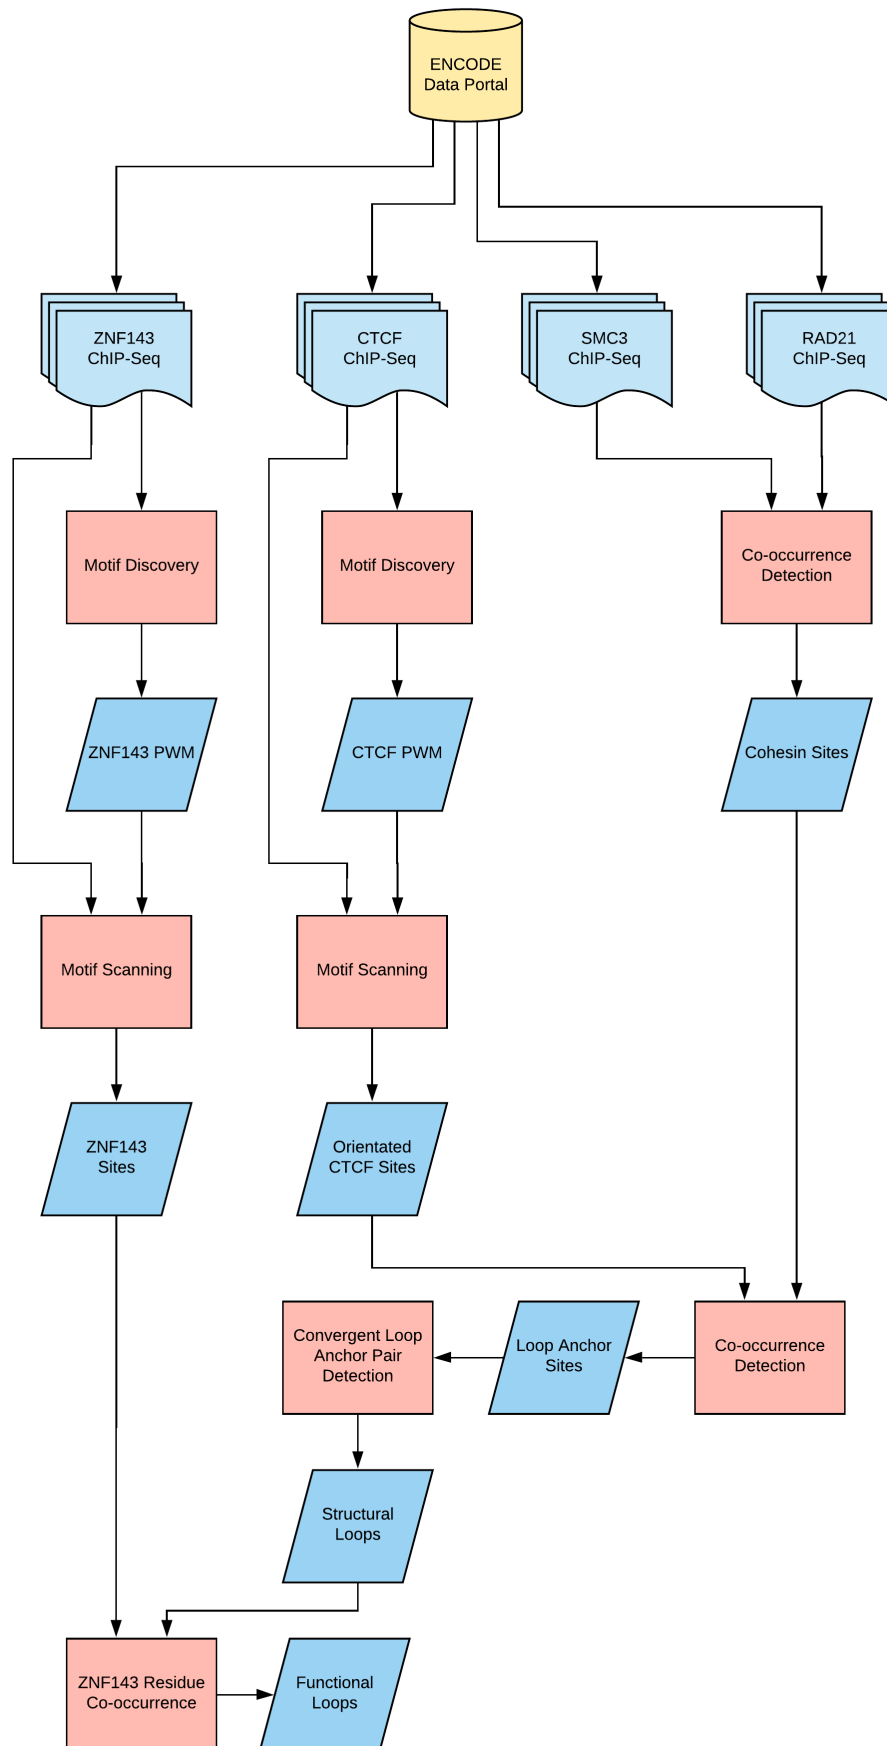 ENCODE
Data Portal
ZNF143
ChIP-Seq
CTCF
ChIP-Seq
SMC3
ChIP-Seq
RAD21
ChIP-Seq
Motif Discovery
Motif Discovery
Co-occurrence
Detection
ZNF143 PWM
CTCF PWM
Cohesin Sites
Motif Scanning
Motif Scanning
ZNF143
Sites
Orientated
CTCF Sites
Convergent Loop
Anchor Pair
Detection
Loop Anchor
Sites
Co-occurrence
Detection
Structural
Loops
ZNF143 Residue
Co-occurrence
Functional
Loops